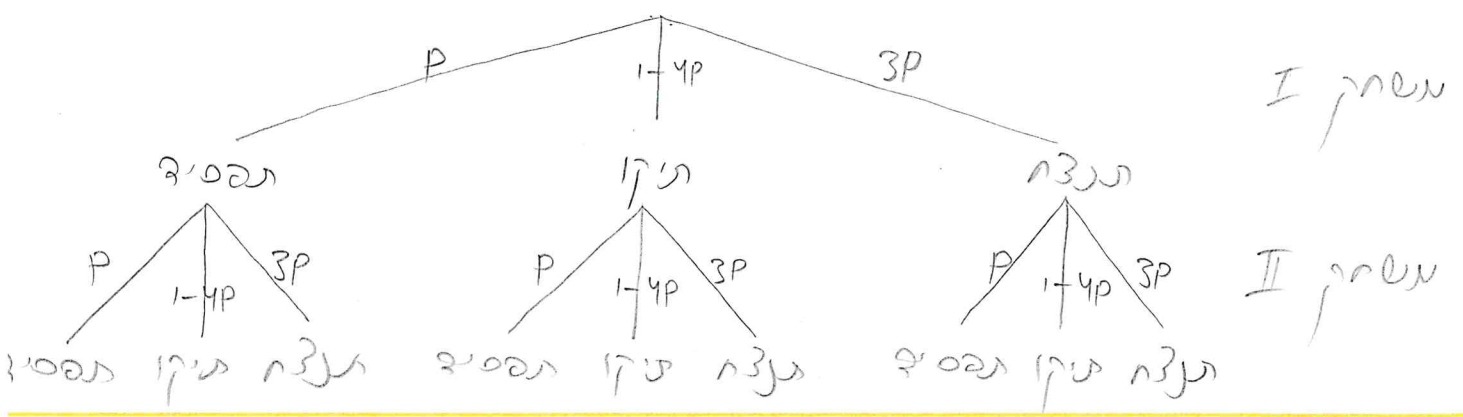 P 1-4P 3P משחק I
תפסיד תיקו תנצח
P 1-4P 3P P 1-4P 3P P 1-4P 3P משחק II
תפסיד תיקו תנצח תפסיד תיקו תנצח תפסיד תיקו תנצח